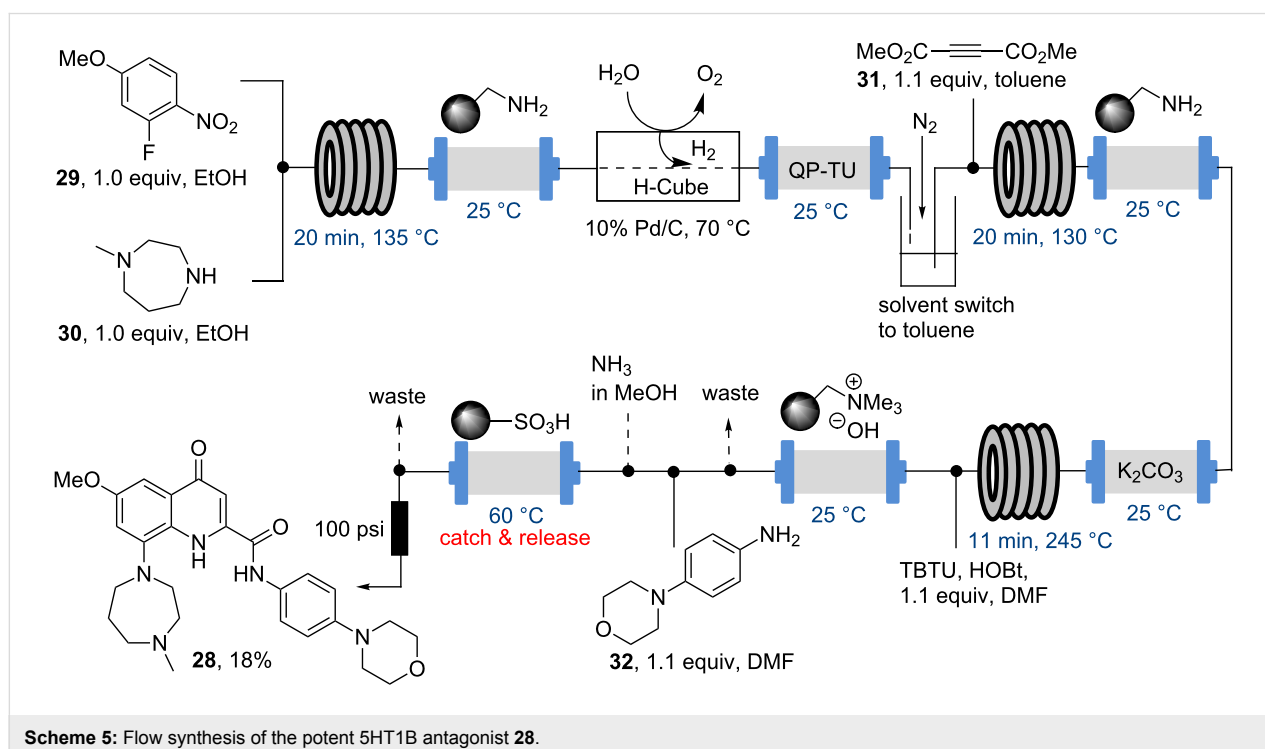 MeO
NO2
F
29, 1.0 equiv, EtOH
N
NH
30, 1.0 equiv, EtOH
20 min, 135 °C
NH2
25 °C
H2O
O2
H2
H-Cube
10% Pd/C, 70 °C
QP-TU
25 °C
N2
solvent switch
to toluene
MeO2C CO2Me
31, 1.1 equiv, toluene
20 min, 130 °C
NH2
25 °C
K2CO3
25 °C
11 min, 245 °C
TBTU, HOBt,
1.1 equiv, DMF
⊕
NMe3
⊖OH
25 °C
waste
NH3
in MeOH
NH2
N
O
32, 1.1 equiv, DMF
SO3H
60 °C
catch & release
waste
100 psi
O
MeO
N
H
O
HN
N
N
N
O
28, 18%
Scheme 5: Flow synthesis of the potent 5HT1B antagonist 28.